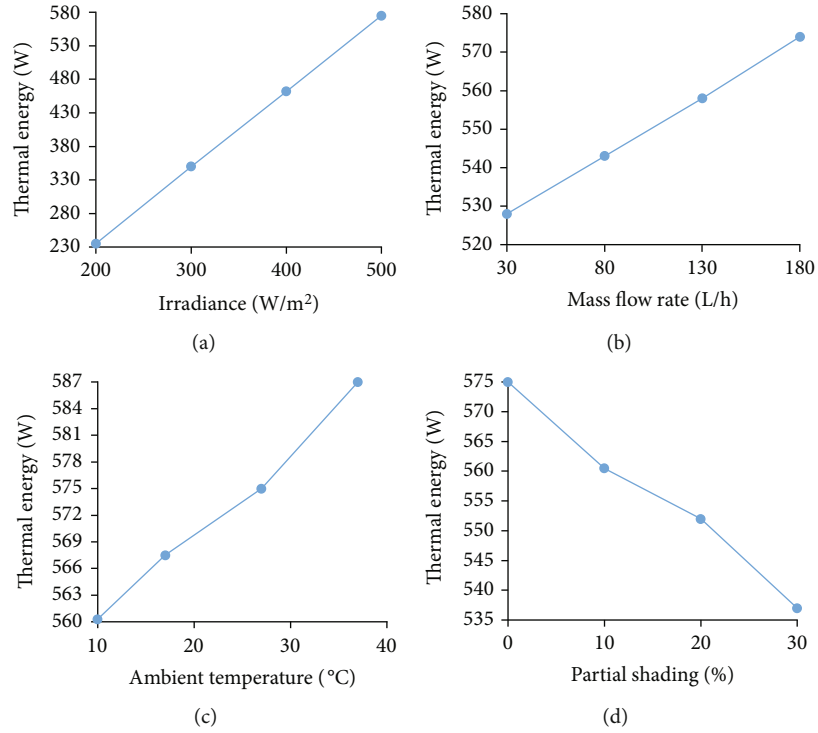 Thermal energy (W)
580
530
480
430
380
330
280
230
200 300 400 500
Irradiance (W/m²)
(a)
Thermal energy (W)
580
570
560
550
540
530
520
30 80 130 180
Mass flow rate (L/h)
(b)
Thermal energy (W)
587
584
581
578
575
572
569
566
563
560
10 20 30 40
Ambient temperature (°C)
(c)
Thermal energy (W)
575
570
565
560
555
550
545
540
535
0 10 20 30
Partial shading (%)
(d)